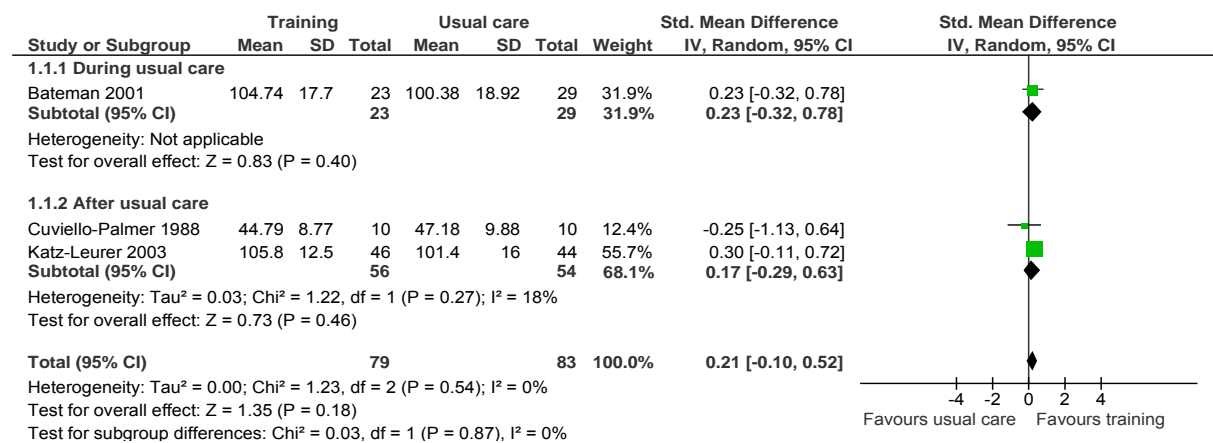 Training Usual care Std. Mean Difference Std. Mean Difference
Study or Subgroup Mean SD Total Mean SD Total Weight IV, Random, 95% CI IV, Random, 95% CI
1.1.1 During usual care
Bateman 2001 104.74 17.7 23 100.38 18.92 29 31.9% 0.23 [-0.32, 0.78]
Subtotal (95% CI) 23 29 31.9% 0.23 [-0.32, 0.78]
Heterogeneity: Not applicable
Test for overall effect: Z = 0.83 (P = 0.40)
1.1.2 After usual care
Cuviello-Palmer 1988 44.79 8.77 10 47.18 9.88 10 12.4% -0.25 [-1.13, 0.64]
Katz-Leurer 2003 105.8 12.5 46 101.4 16 44 55.7% 0.30 [-0.11, 0.72]
Subtotal (95% CI) 56 54 68.1% 0.17 [-0.29, 0.63]
Heterogeneity: Tau² = 0.03; Chi² = 1.22, df = 1 (P = 0.27); I² = 18%
Test for overall effect: Z = 0.73 (P = 0.46)
Total (95% CI) 79 83 100.0% 0.21 [-0.10, 0.52]
Heterogeneity: Tau² = 0.00; Chi² = 1.23, df = 2 (P = 0.54); I² = 0%
Test for overall effect: Z = 1.35 (P = 0.18)
Test for subgroup differences: Chi² = 0.03, df = 1 (P = 0.87), I² = 0%
-4 -2 0 2 4
Favours usual care Favours training